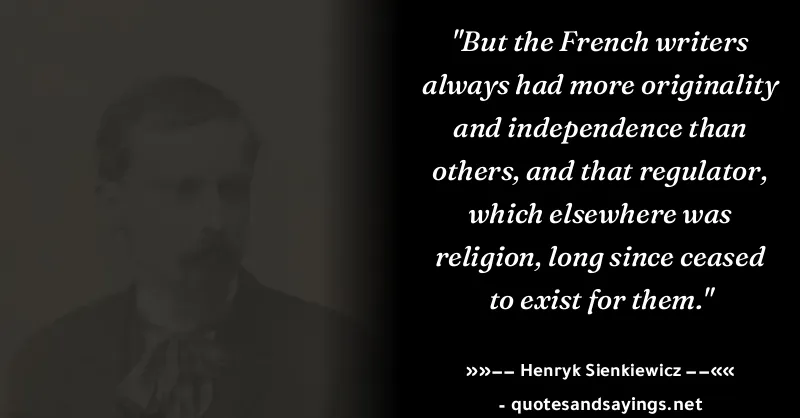 "But the French writers
always had more originality
and independence than
others, and that regulator,
which elsewhere was
religion, long since ceased
to exist for them."
»»−− Henryk Sienkiewicz −−««
- quotesandsayings.net